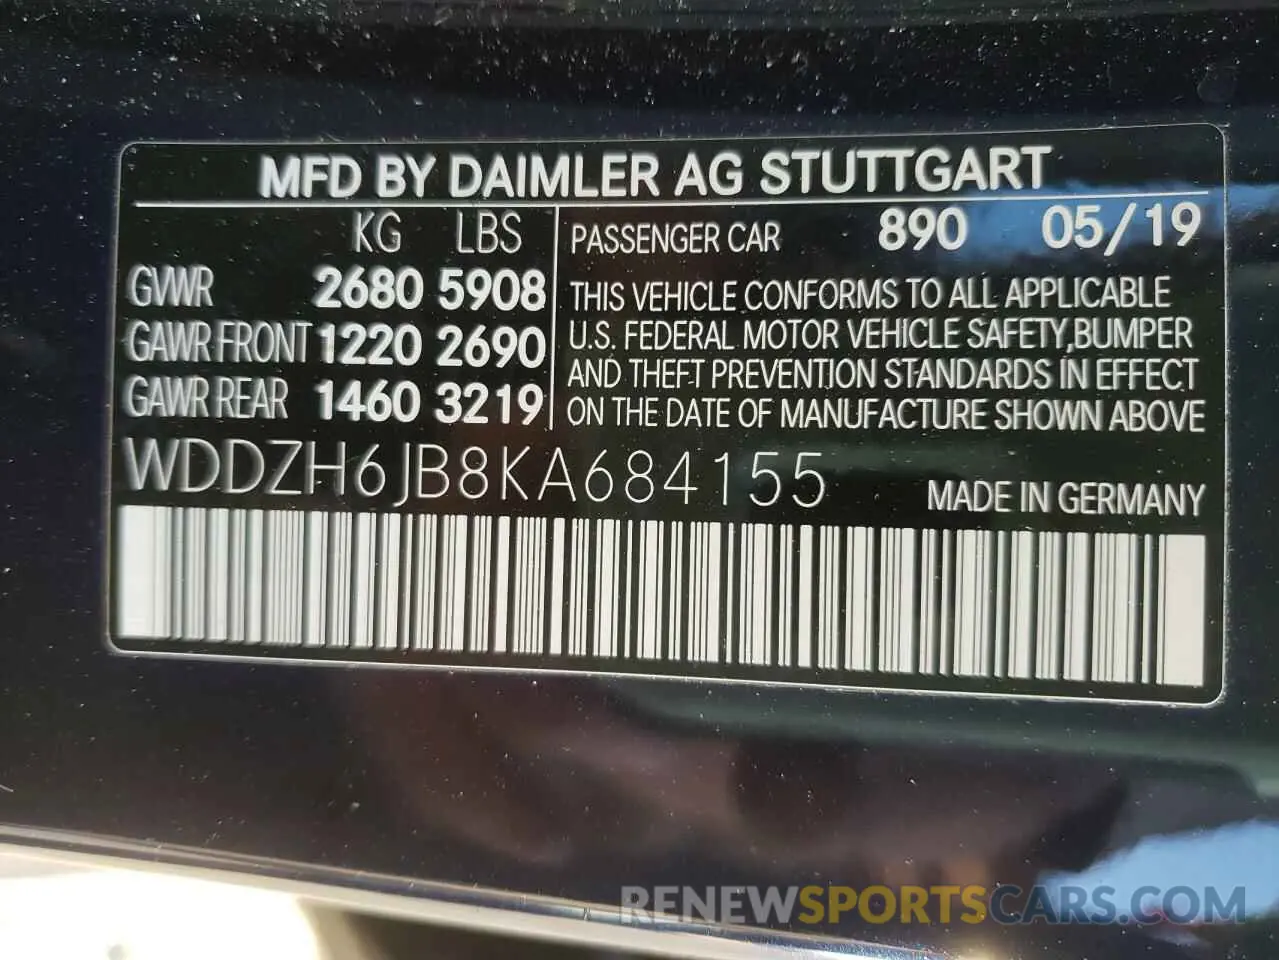 MFD BY DAIMLER AG STUTTGART
KG LBS
GVWR 2680 5908
GAWR FRONT 1220 2690
GAWR REAR 1460 3219
PASSENGER CAR 890 05/19
THIS VEHICLE CONFORMS TO ALL APPLICABLE
U.S. FEDERAL MOTOR VEHICLE SAFETY,BUMPER
AND THEFT PREVENTION STANDARDS IN EFFECT
ON THE DATE OF MANUFACTURE SHOWN ABOVE
WDDZH6JB8KA684155
MADE IN GERMANY
RENEWSPORTSCARS.COM